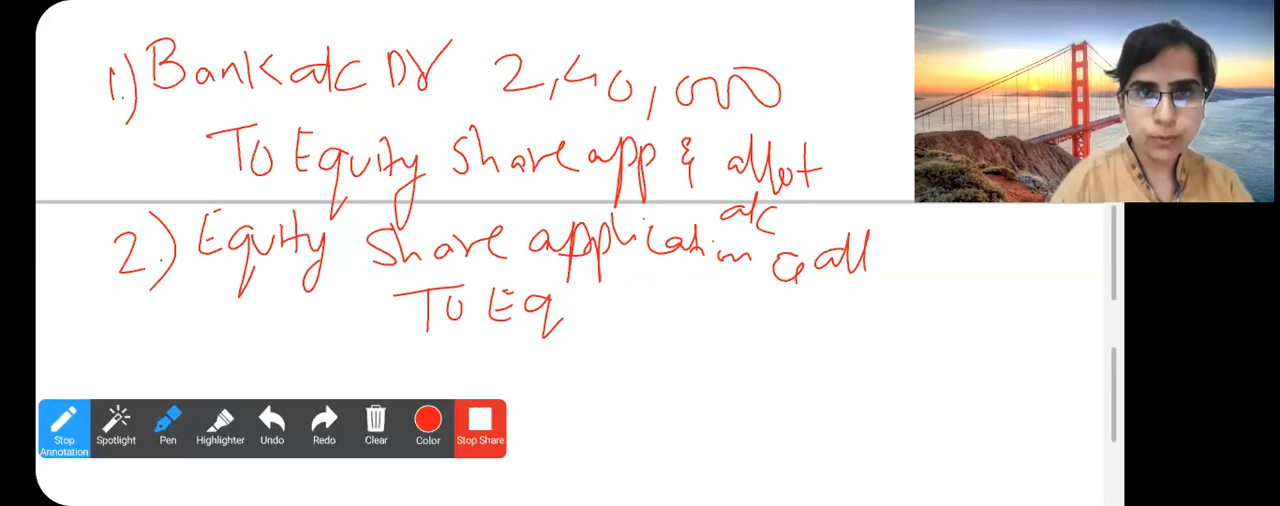 1.) Bank a/c Dr 2,40,000
To Equity Share app & allot
a/c
2.) Equity Share application & all
To Eq
Stop Annotation
Spotlight
Pen
Highlighter
Undo
Redo
Clear
Color
Stop Share